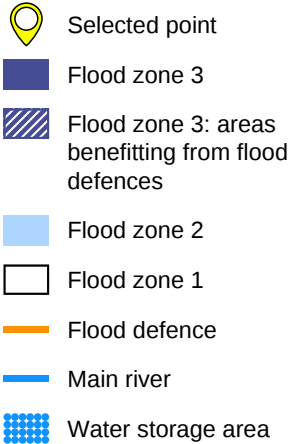 Selected point
Flood zone 3
Flood zone 3: areas
benefitting from flood
defences
Flood zone 2
Flood zone 1
Flood defence
Main river
Water storage area